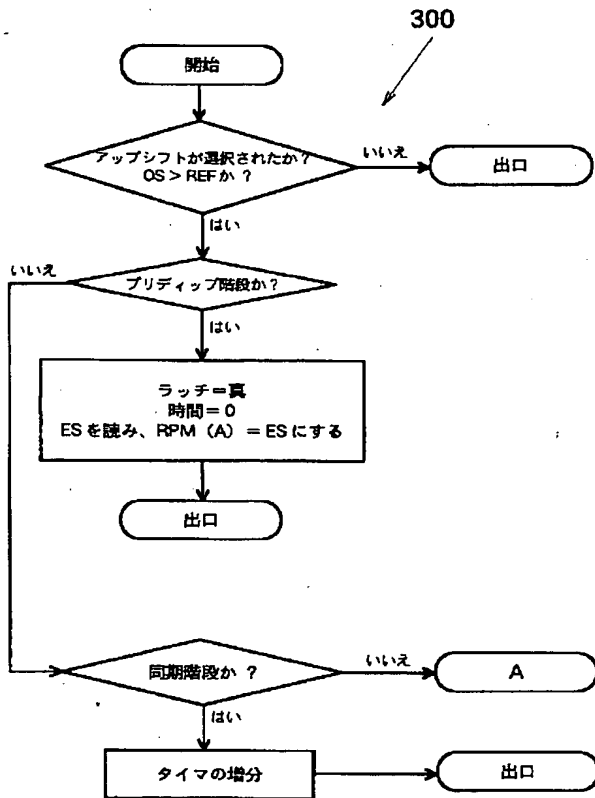 300
開始
アップシフトが選択されたか?
OS > REFか ?
いいえ
出口
はい
いいえ
プリディップ階段か?
はい
ラッチ=真
時間=0
ESを読み、RPM (A) = ESにする
出口
同期階段か ?
いいえ
A
はい
タイマの増分
出口